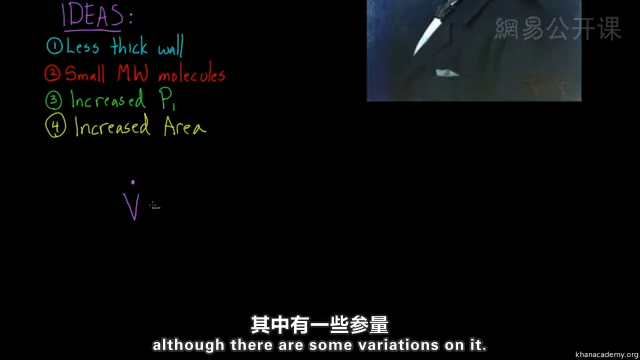 IDEAS:
① Less thick wall
② Small MW molecules
③ Increased P₁
④ Increased Area
V̇ =
網易公开课
其中有一些参量
although there are some variations on it.
khanacademy.org